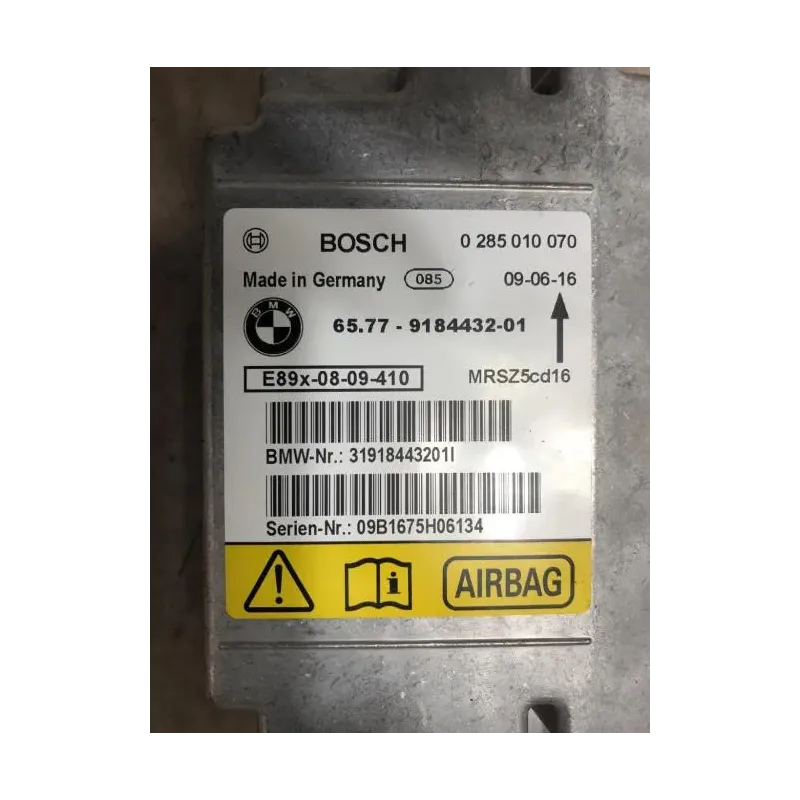 BOSCH 0 285 010 070
Made in Germany 085 09-06-16
BMW 65.77 - 9184432-01
E89x-08-09-410 MRSZ5cd16
BMW-Nr.: 31918443201I
Serien-Nr.: 09B1675H06134
i AIRBAG